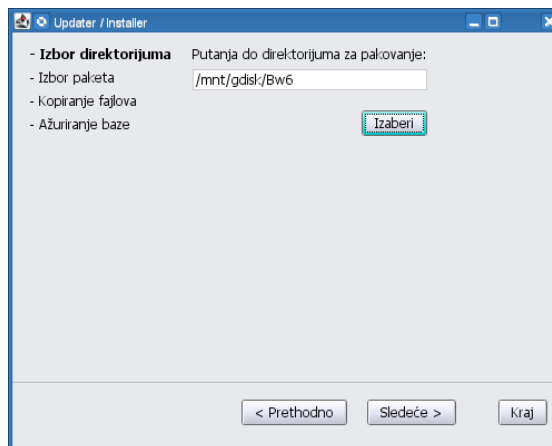 Updater / Installer
- Izbor direktorijuma
- Izbor paketa
- Kopiranje fajlova
- Ažuriranje baze
Putanja do direktorijuma za pakovanje:
/mnt/gdisk/Bw6
Izaberi
< Prethodno
Sledeće >
Kraj